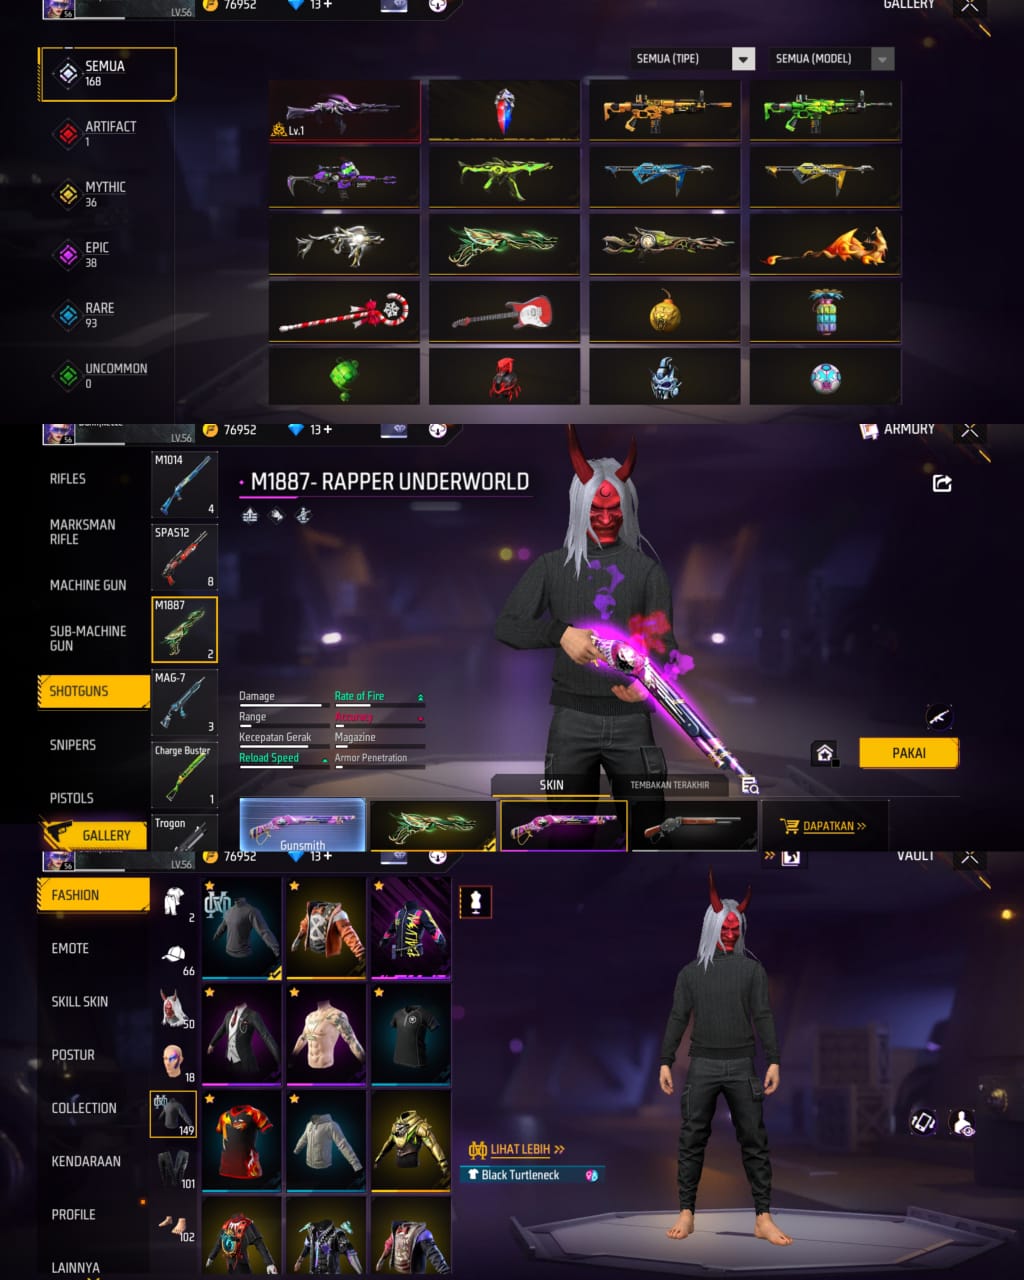 56
LV.56
76952
13+
GALLERY
SEMUA
168
SEMUA (TIPE)
SEMUA (MODEL)
ARTIFACT
1
Lv.1
MYTHIC
36
EPIC
38
RARE
93
UNCOMMON
0
56
LV.56
76952
13+
ARMORY
RIFLES
MARKSMAN
RIFLE
MACHINE GUN
SUB-MACHINE
GUN
SHOTGUNS
SNIPERS
PISTOLS
GALLERY
M1014
4
SPAS12
8
M1887
2
MAG-7
3
Charge Buster
1
Trogon
M1887- RAPPER UNDERWORLD
Damage
Rate of Fire
Range
Accuracy
Kecepatan Gerak
Magazine
Reload Speed
Armor Penetration
PAKAI
SKIN
TEMBAKAN TERAKHIR
Gunsmith
DAPATKAN >>
56
LV.56
76952
13+
VAULT
FASHION
EMOTE
SKILL SKIN
POSTUR
COLLECTION
KENDARAAN
PROFILE
LAINNYA
2
66
50
18
149
101
102
LIHAT LEBIH >>
Black Turtleneck